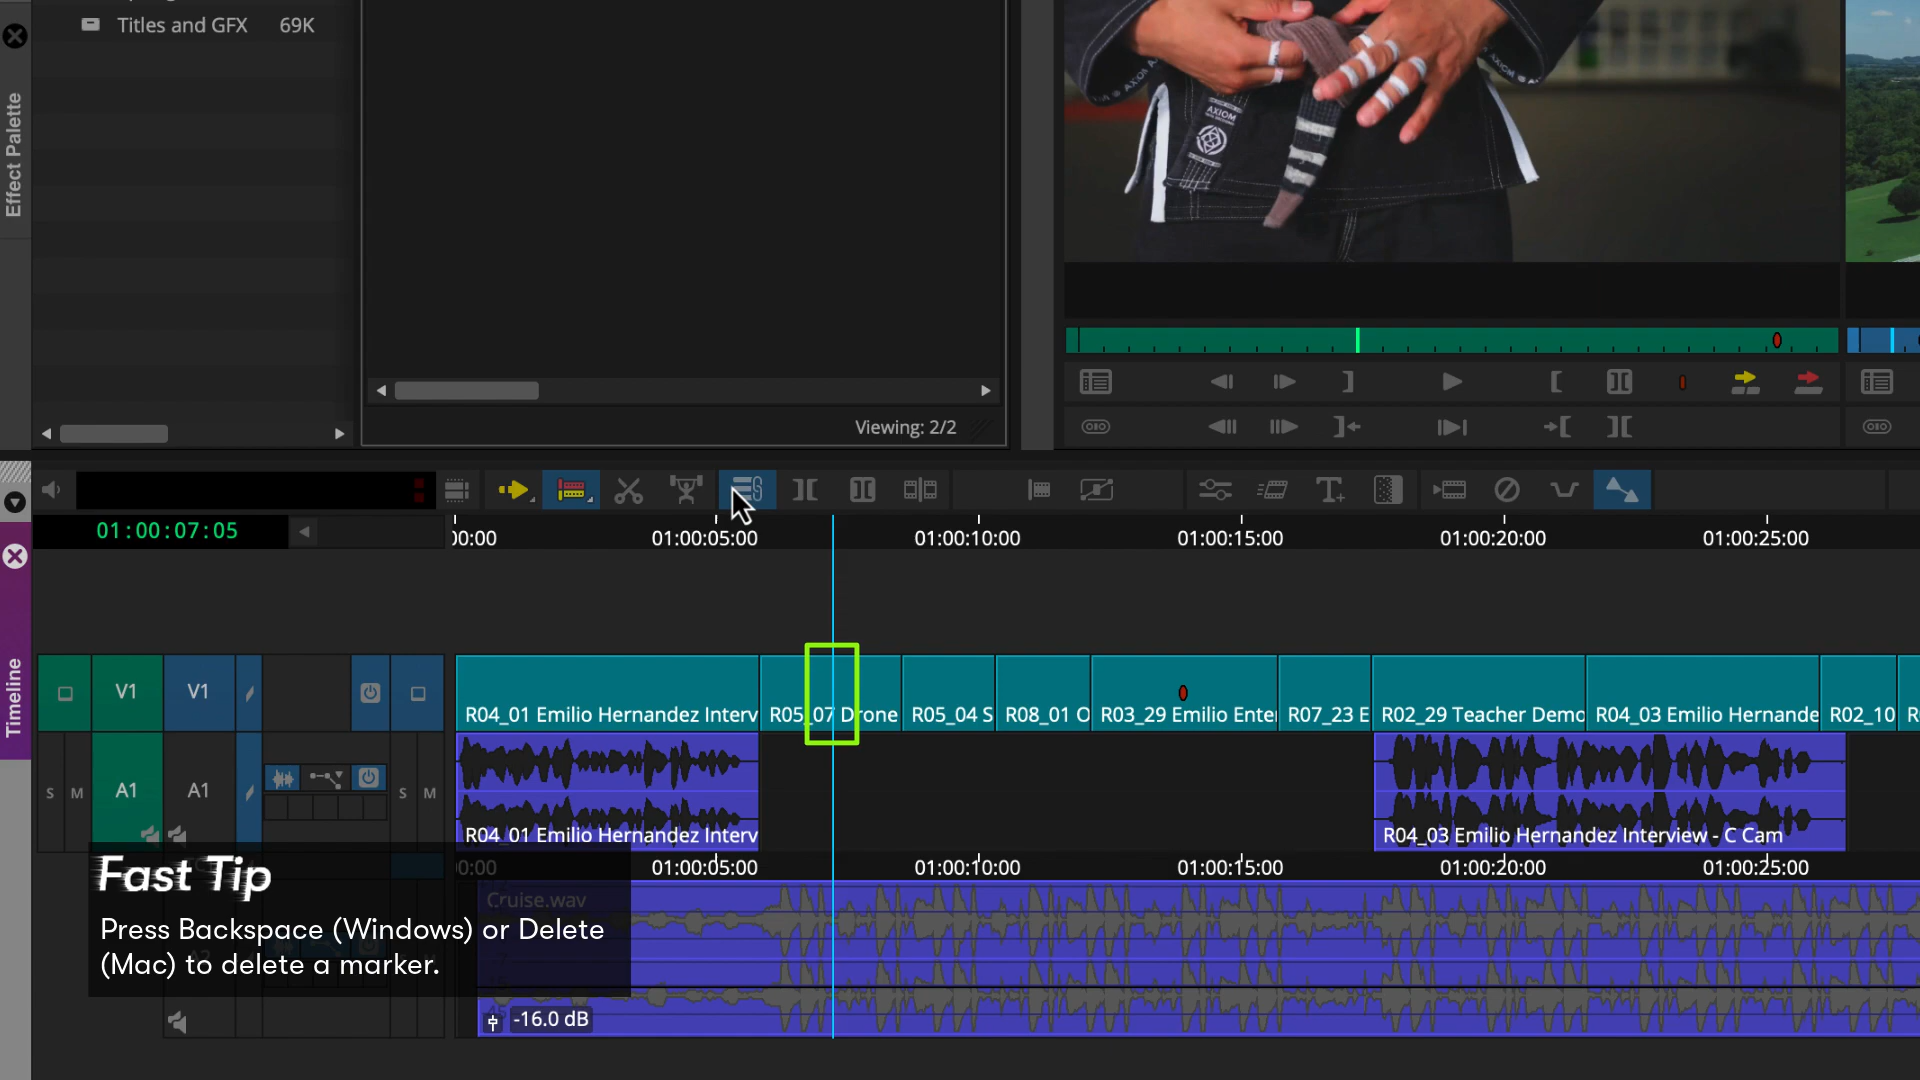 Titles and GFX 69K
Effect Palette
AXIOM
Viewing: 2/2
01:00:07:05
00:00 01:00:05:00 01:00:10:00 01:00:15:00 01:00:20:00 01:00:25:00
Timeline
V1 V1
R04_01 Emilio Hernandez Interv R05_07 Drone R05_04 S R08_01 O R03_29 Emilio Enter R07_23 E R02_29 Teacher Demo R04_03 Emilio Hernande R02_10
S M A1 A1 S M
R04_01 Emilio Hernandez Interv R04_03 Emilio Hernandez Interview - C Cam
00:00 01:00:05:00 01:00:10:00 01:00:15:00 01:00:20:00 01:00:25:00
Cruise.wav
Fast Tip
Press Backspace (Windows) or Delete
(Mac) to delete a marker.
-16.0 dB